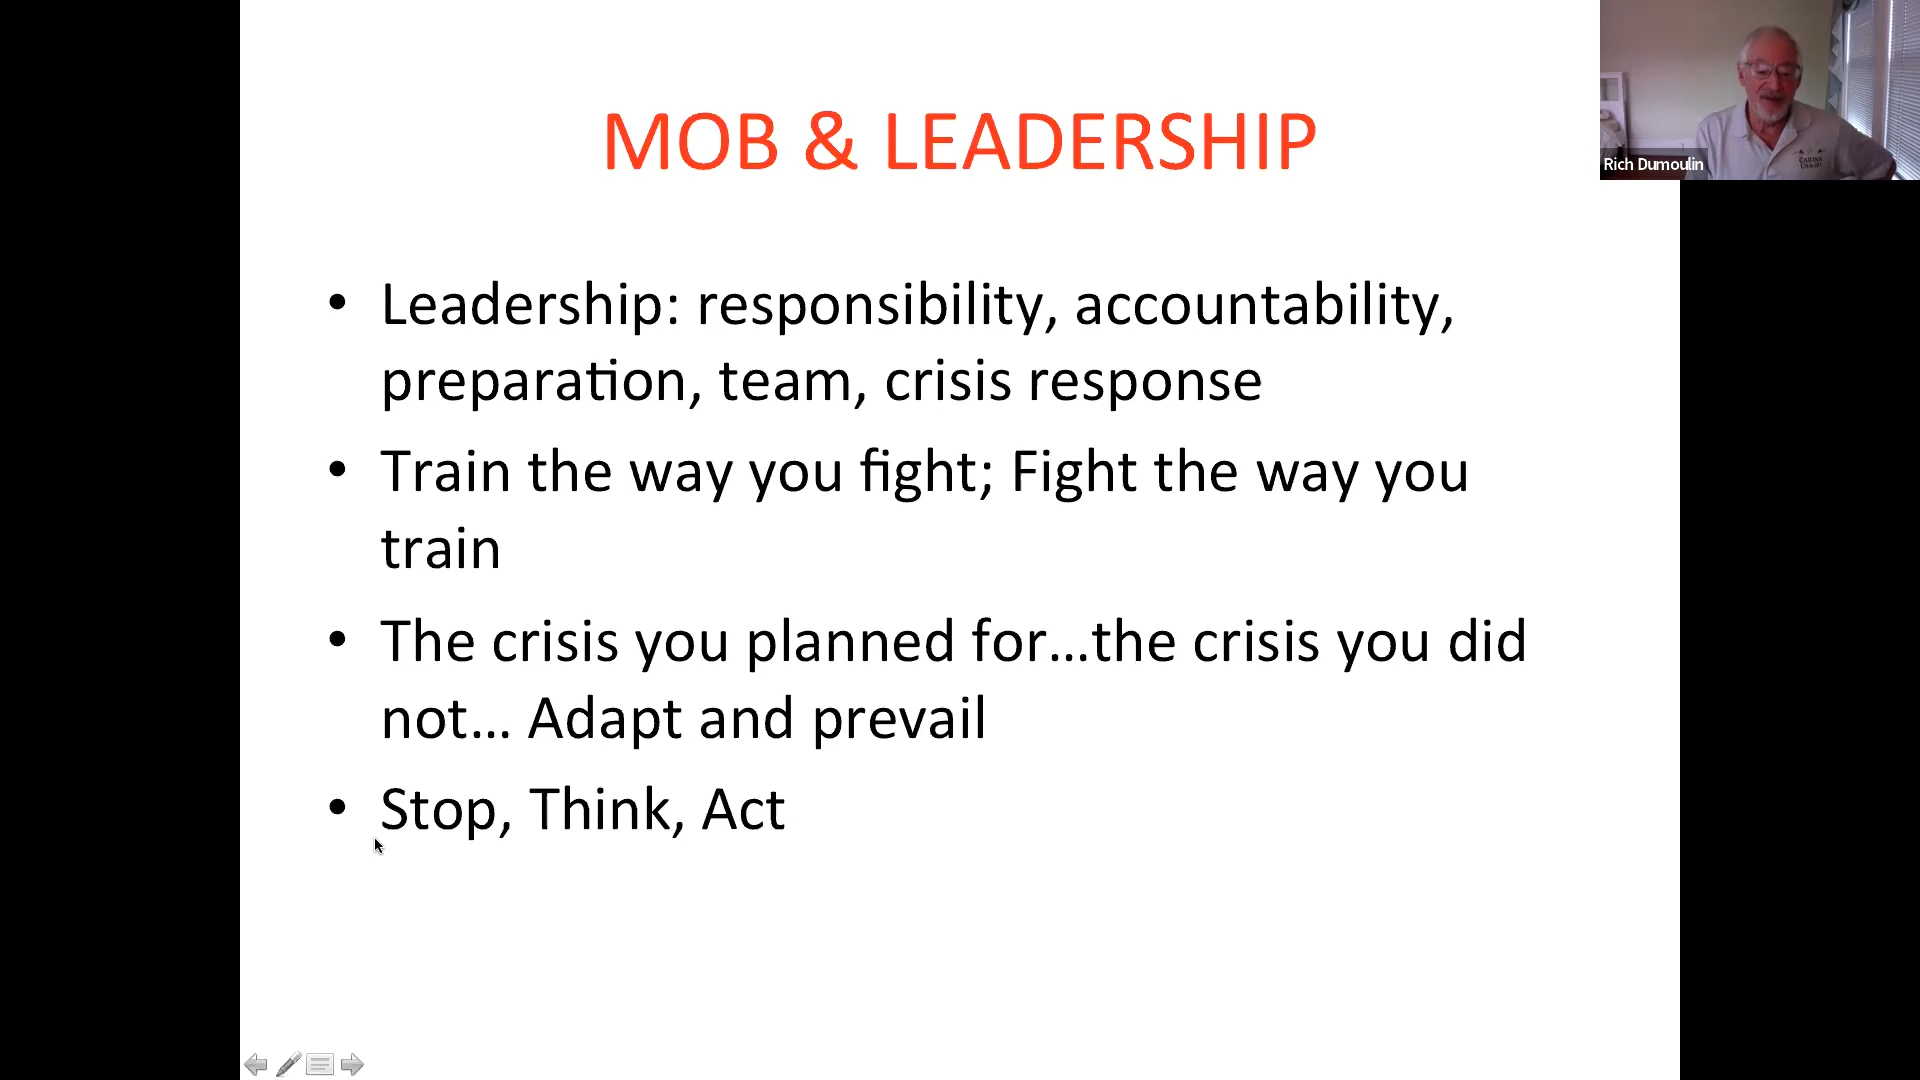 MOB & LEADERSHIP
Rich Dumoulin
• Leadership: responsibility, accountability,
preparation, team, crisis response
• Train the way you fight; Fight the way you
train
• The crisis you planned for...the crisis you did
not... Adapt and prevail
• Stop, Think, Act